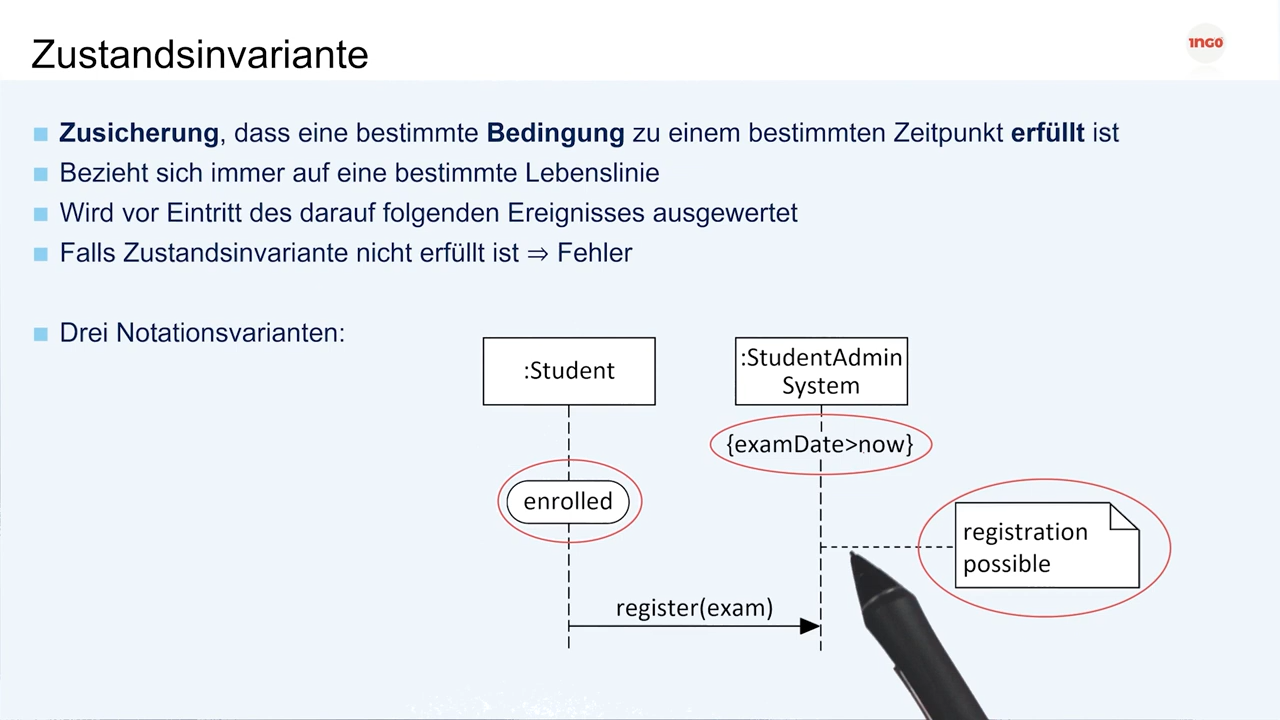 Zustandsinvariante
1NGO
Zusicherung, dass eine bestimmte Bedingung zu einem bestimmten Zeitpunkt erfüllt ist
Bezieht sich immer auf eine bestimmte Lebenslinie
Wird vor Eintritt des darauf folgenden Ereignisses ausgewertet
Falls Zustandsinvariante nicht erfüllt ist ⇒ Fehler
Drei Notationsvarianten:
:Student
:StudentAdmin
System
{examDate>now}
enrolled
registration
possible
register(exam)